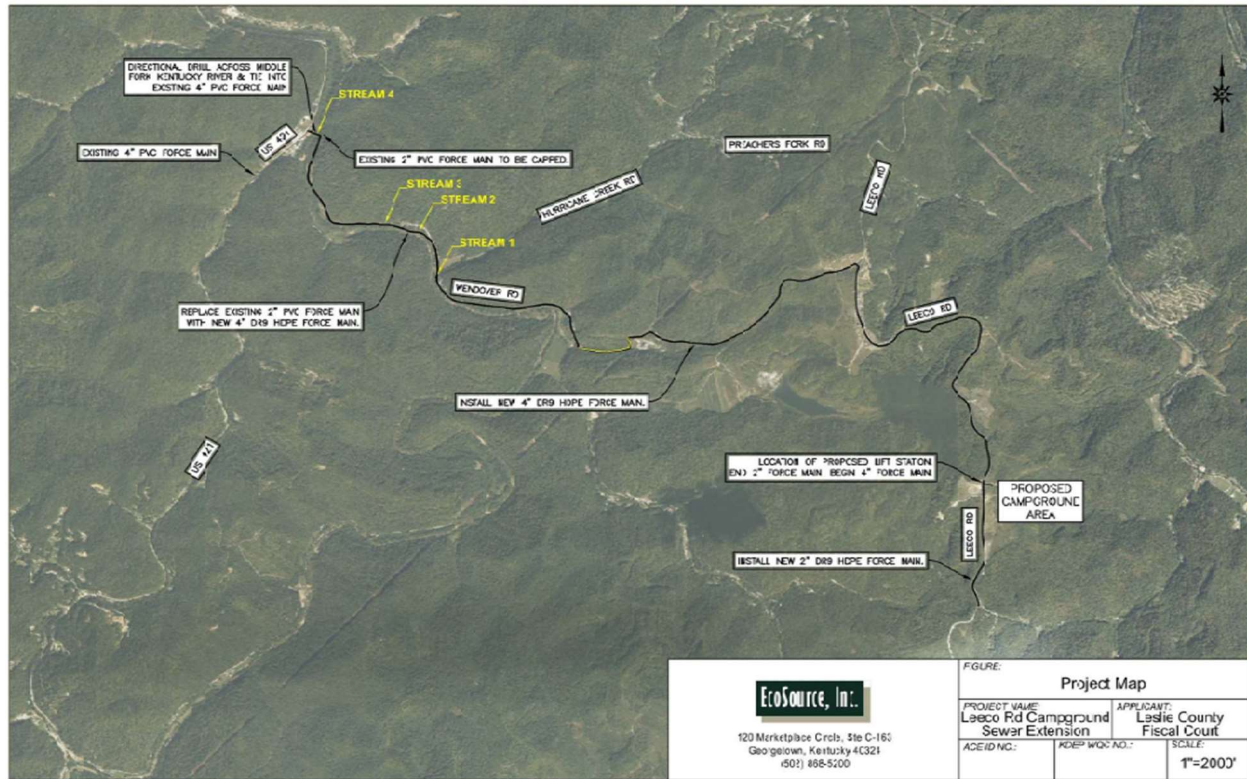 DIRECTIONAL DRILL ACROSS MIDDLE
FORK KENTUCKY RIVER & TIE INTO
EXISTING 4" PVC FORCE MAIN
STREAM 4
US 421
EXISTING 4" PVC FORCE MAIN
EXISTING 2" PVC FORCE MAIN TO BE CAPPED.
PREACHERS FORK RD
LEECO RD
STREAM 3
STREAM 2
HURRICANE CREEK RD
STREAM 1
WENDOVER RD
REPLACE EXISTING 2" PVC FORCE MAIN
WITH NEW 4" DR9 HDPE FORCE MAIN.
LEECO RD
INSTALL NEW 4" DR9 HDPE FORCE MAIN.
US 421
LOCATION OF PROPOSED LIFT STATION
END 2" FORCE MAIN BEGIN 4" FORCE MAIN
PROPOSED
CAMPGROUND
AREA
LEECO RD
INSTALL NEW 2" DR9 HDPE FORCE MAIN.
EcoSource, Inc.
120 Marketplace Circle, Ste C-163
Georgetown, Kentucky 40324
(502) 868-5200
FIGURE:
Project Map
PROJECT NAME:
Leeco Rd Campground
Sewer Extension
APPLICANT:
Leslie County
Fiscal Court
ACE ID NO.:
KDEP WQC NO.:
SCALE:
1"=2000'